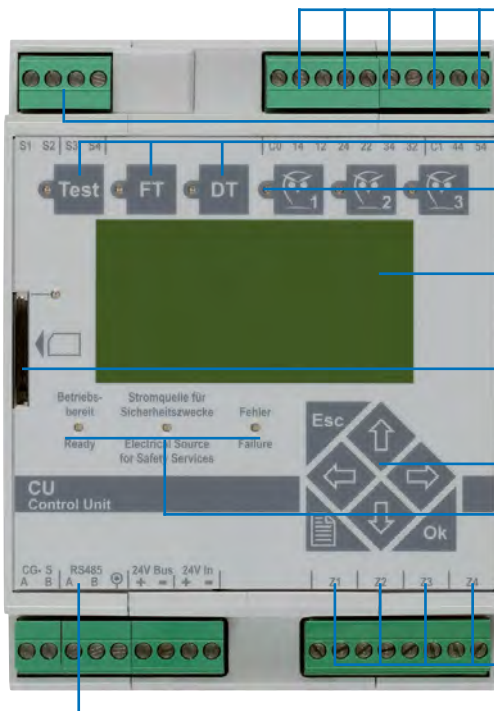 S1 S2 S3 S4
C0 14 12 24 22 34 32 C1 44 54
Test FT DT 1 2 3
Betriebs-
bereit
Ready
Stromquelle für
Sicherheitszwecke
Electrical Source
for Safety Services
Fehler
Failure
Esc
Ok
CU
Control Unit
CG- S RS485 24V Bus 24V In
A B A B + = + =
Z1 Z2 Z3 Z4